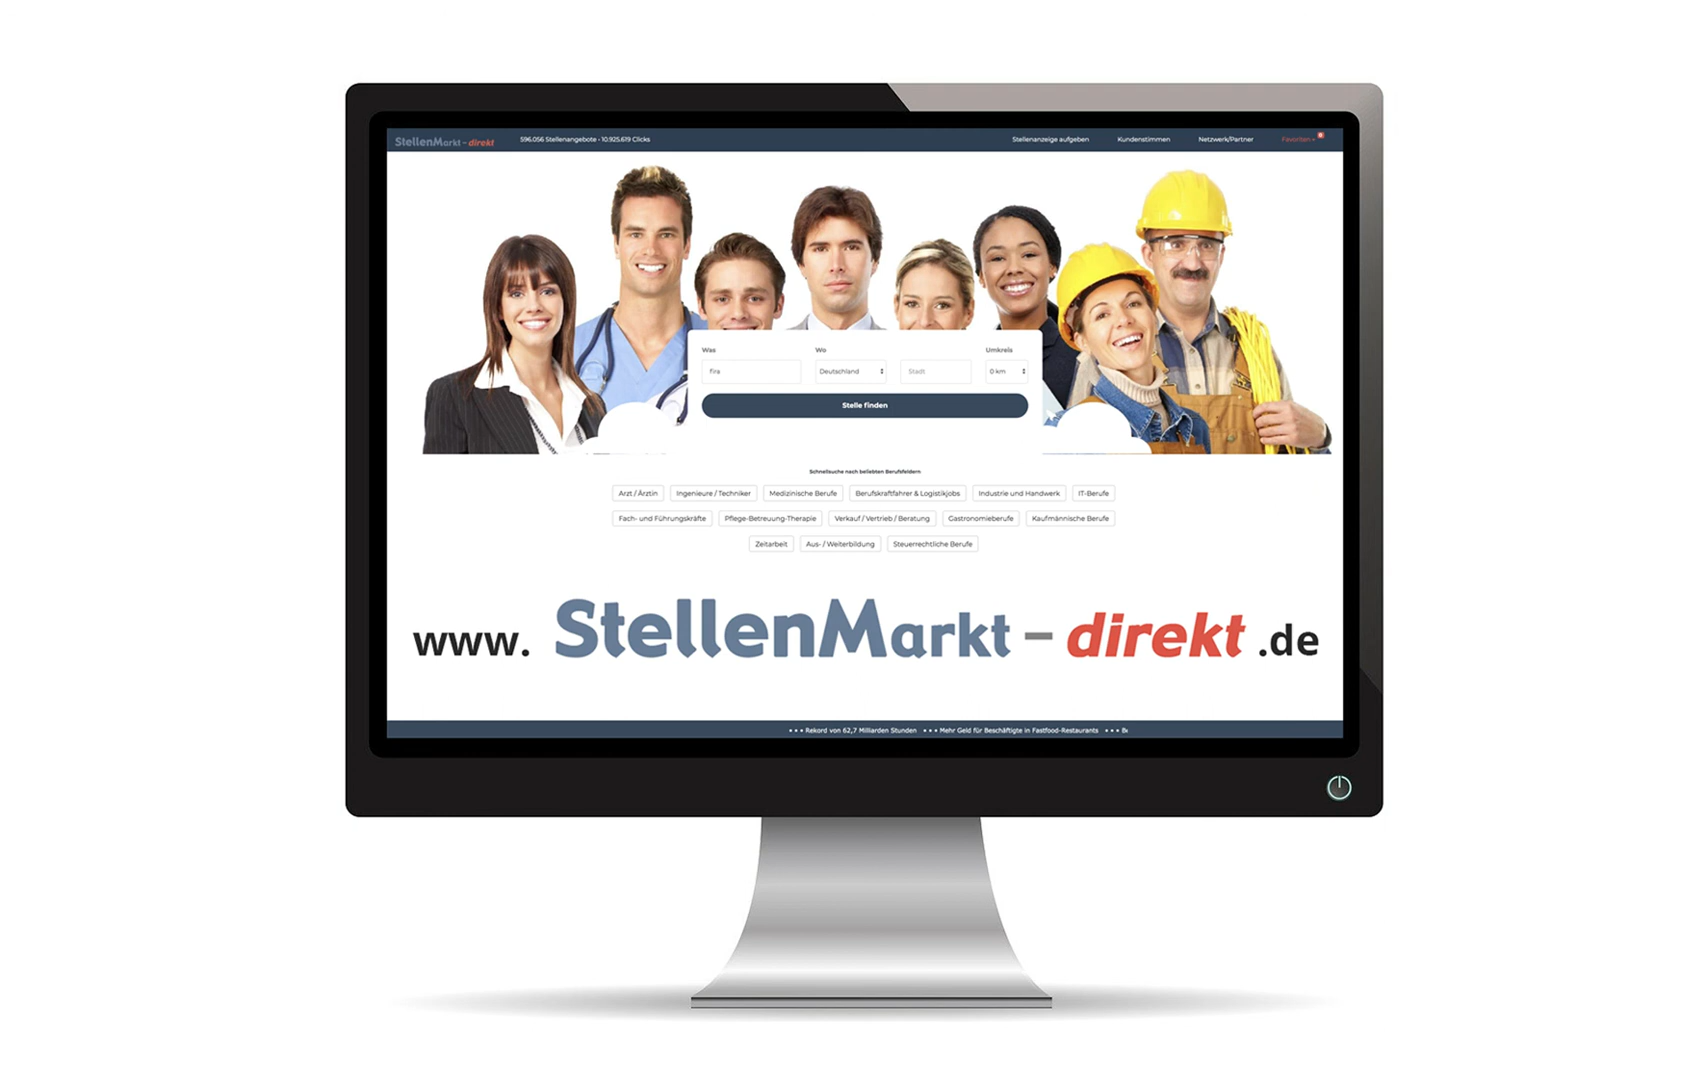 StellenMarkt - direkt 596.056 Stellenangebote • 10.925.619 Clicks Stellenanzeige aufgeben Kundenstimmen Netzwerk/Partner Favoriten
Was Wo Umkreis
fira Deutschland Stadt 0 km
Stelle finden
Schnellsuche nach beliebten Berufsfeldern
Arzt / Ärztin Ingenieure / Techniker Medizinische Berufe Berufskraftfahrer & Logistikjobs Industrie und Handwerk IT-Berufe
Fach- und Führungskräfte Pflege-Betreuung-Therapie Verkauf / Vertrieb / Beratung Gastronomieberufe Kaufmännische Berufe
Zeitarbeit Aus- / Weiterbildung Steuerrechtliche Berufe
www. StellenMarkt - direkt .de
• • • Rekord von 62,7 Milliarden Stunden • • • Mehr Geld für Beschäftigte in Fastfood-Restaurants • • •